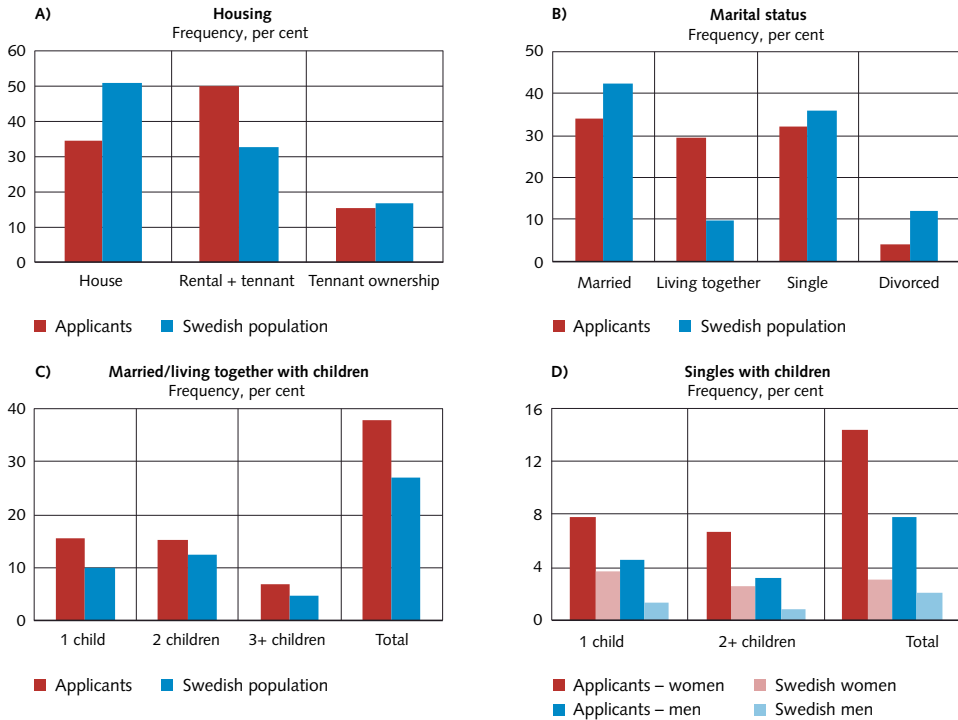 A) Housing
Frequency, per cent
60
50
40
30
20
10
0
House Rental + tennant Tennant ownership
Applicants Swedish population
B) Marital status
Frequency, per cent
50
40
30
20
10
0
Married Living together Single Divorced
Applicants Swedish population
C) Married/living together with children
Frequency, per cent
40
30
20
10
0
1 child 2 children 3+ children Total
Applicants Swedish population
D) Singles with children
Frequency, per cent
16
12
8
4
0
1 child 2+ children Total
Applicants – women Swedish women
Applicants – men Swedish men